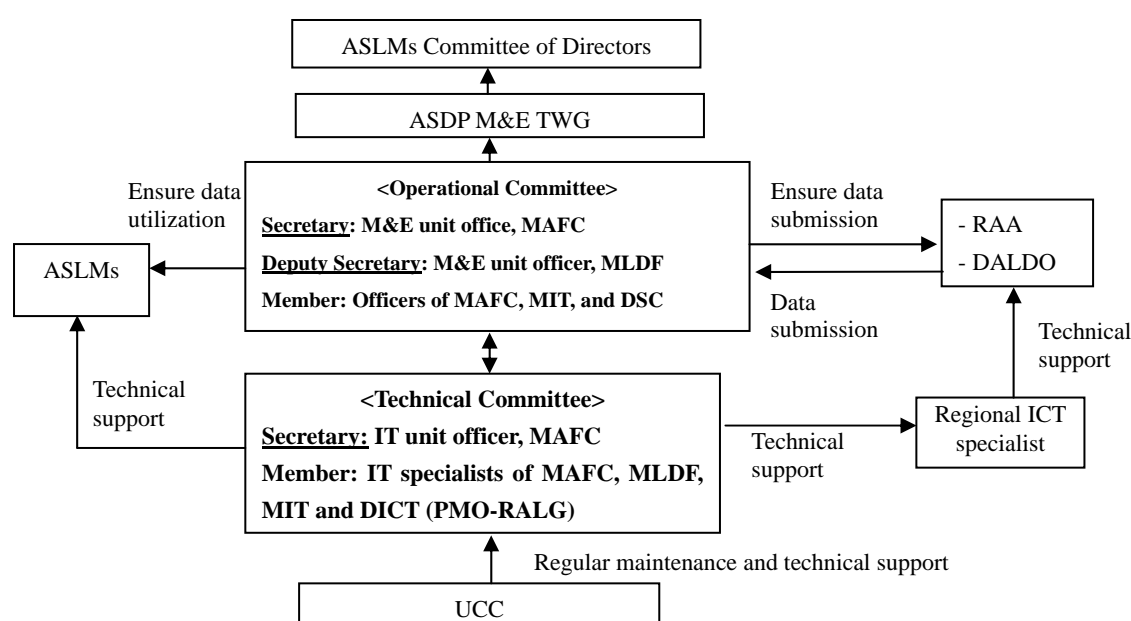 ASLMs Committee of Directors
ASDP M&E TWG
Ensure data
utilization
<Operational Committee>
Secretary: M&E unit office, MAFC
Deputy Secretary: M&E unit officer, MLDF
Member: Officers of MAFC, MIT, and DSC
Ensure data
submission
- RAA
- DALDO
ASLMs
Data
submission
Technical
support
Technical
support
<Technical Committee>
Secretary: IT unit officer, MAFC
Member: IT specialists of MAFC, MLDF,
MIT and DICT (PMO-RALG)
Technical
support
Regional ICT
specialist
Regular maintenance and technical support
UCC